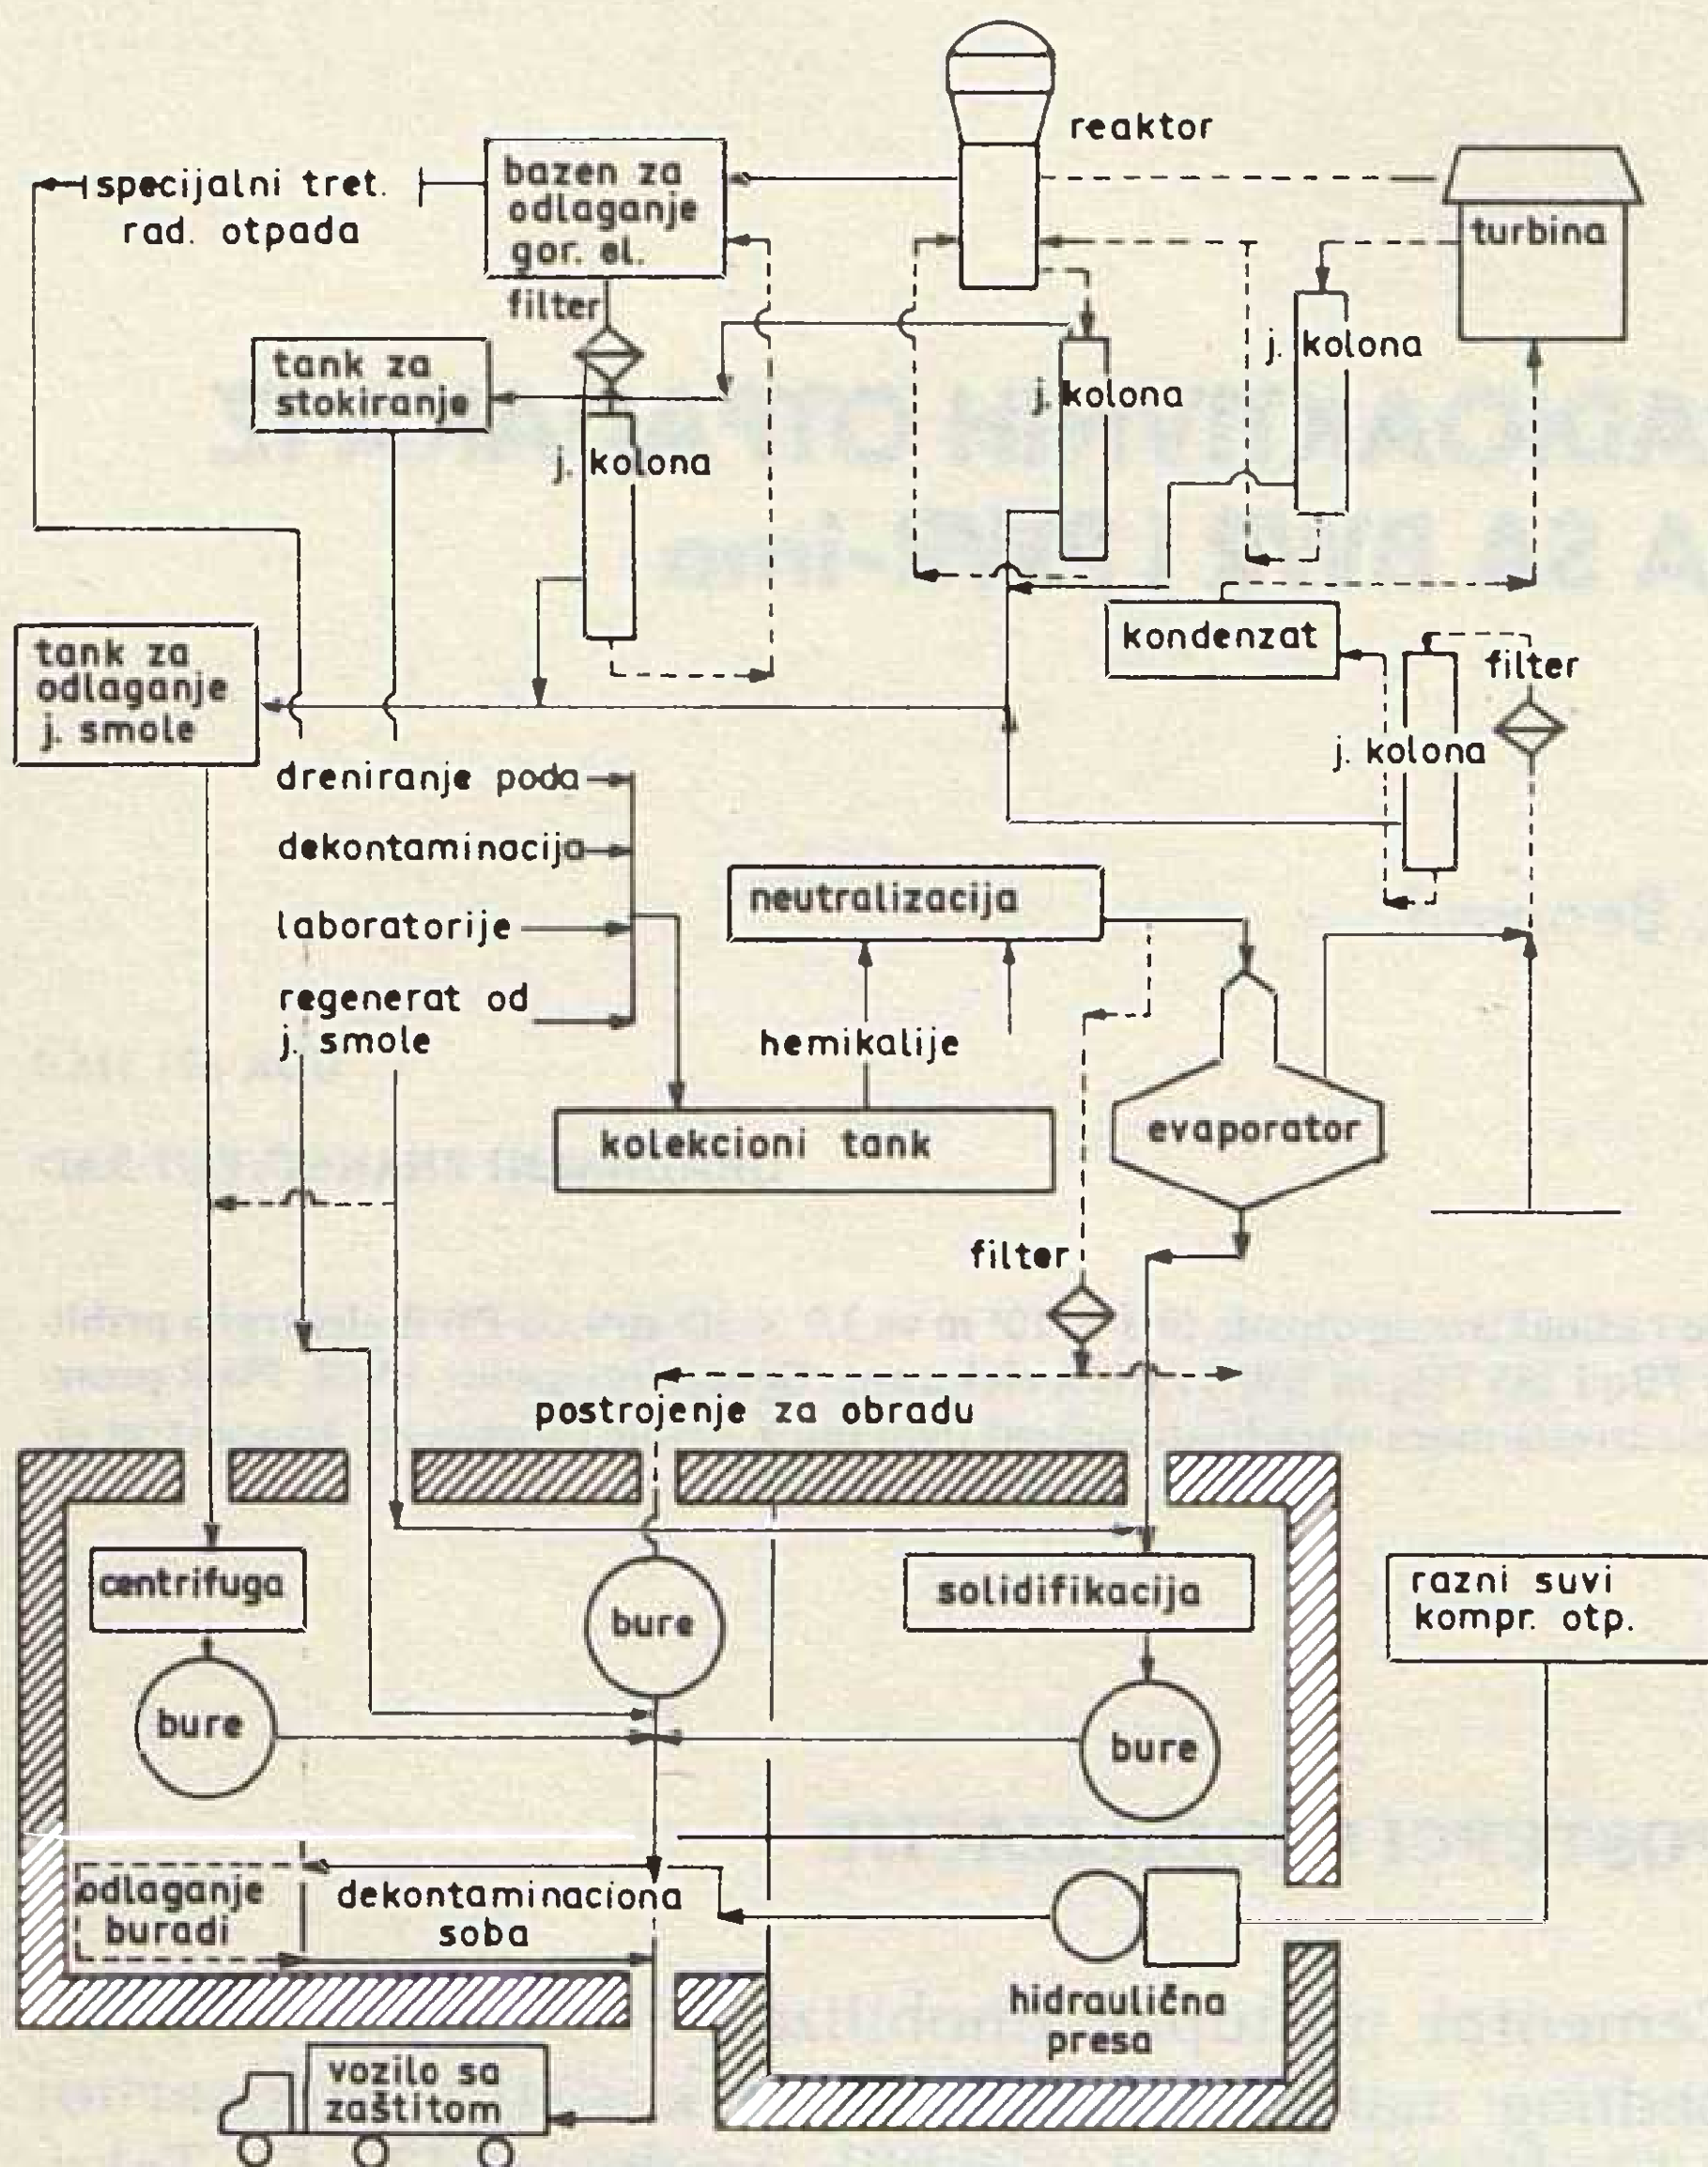 reaktor
specijalni tret.
rad. otpada
bazen za
odlaganje
gor. el.
turbina
filter
tank za
stokiranje
j. kolona
j. kolona
j. kolona
kondenzat
filter
tank za
odlaganje
j. smole
j. kolona
dreniranje poda
dekontaminacija
laboratorije
regenerat od
j. smole
neutralizacija
hemikalije
kolekcioni tank
evaporator
filter
postrojenje za obradu
centrifuga
bure
solidifikacija
razni suvi
kompr. otp.
bure
bure
odlaganje
buradi
dekontaminaciona
soba
hidraulična
presa
vozilo sa
zaštitom